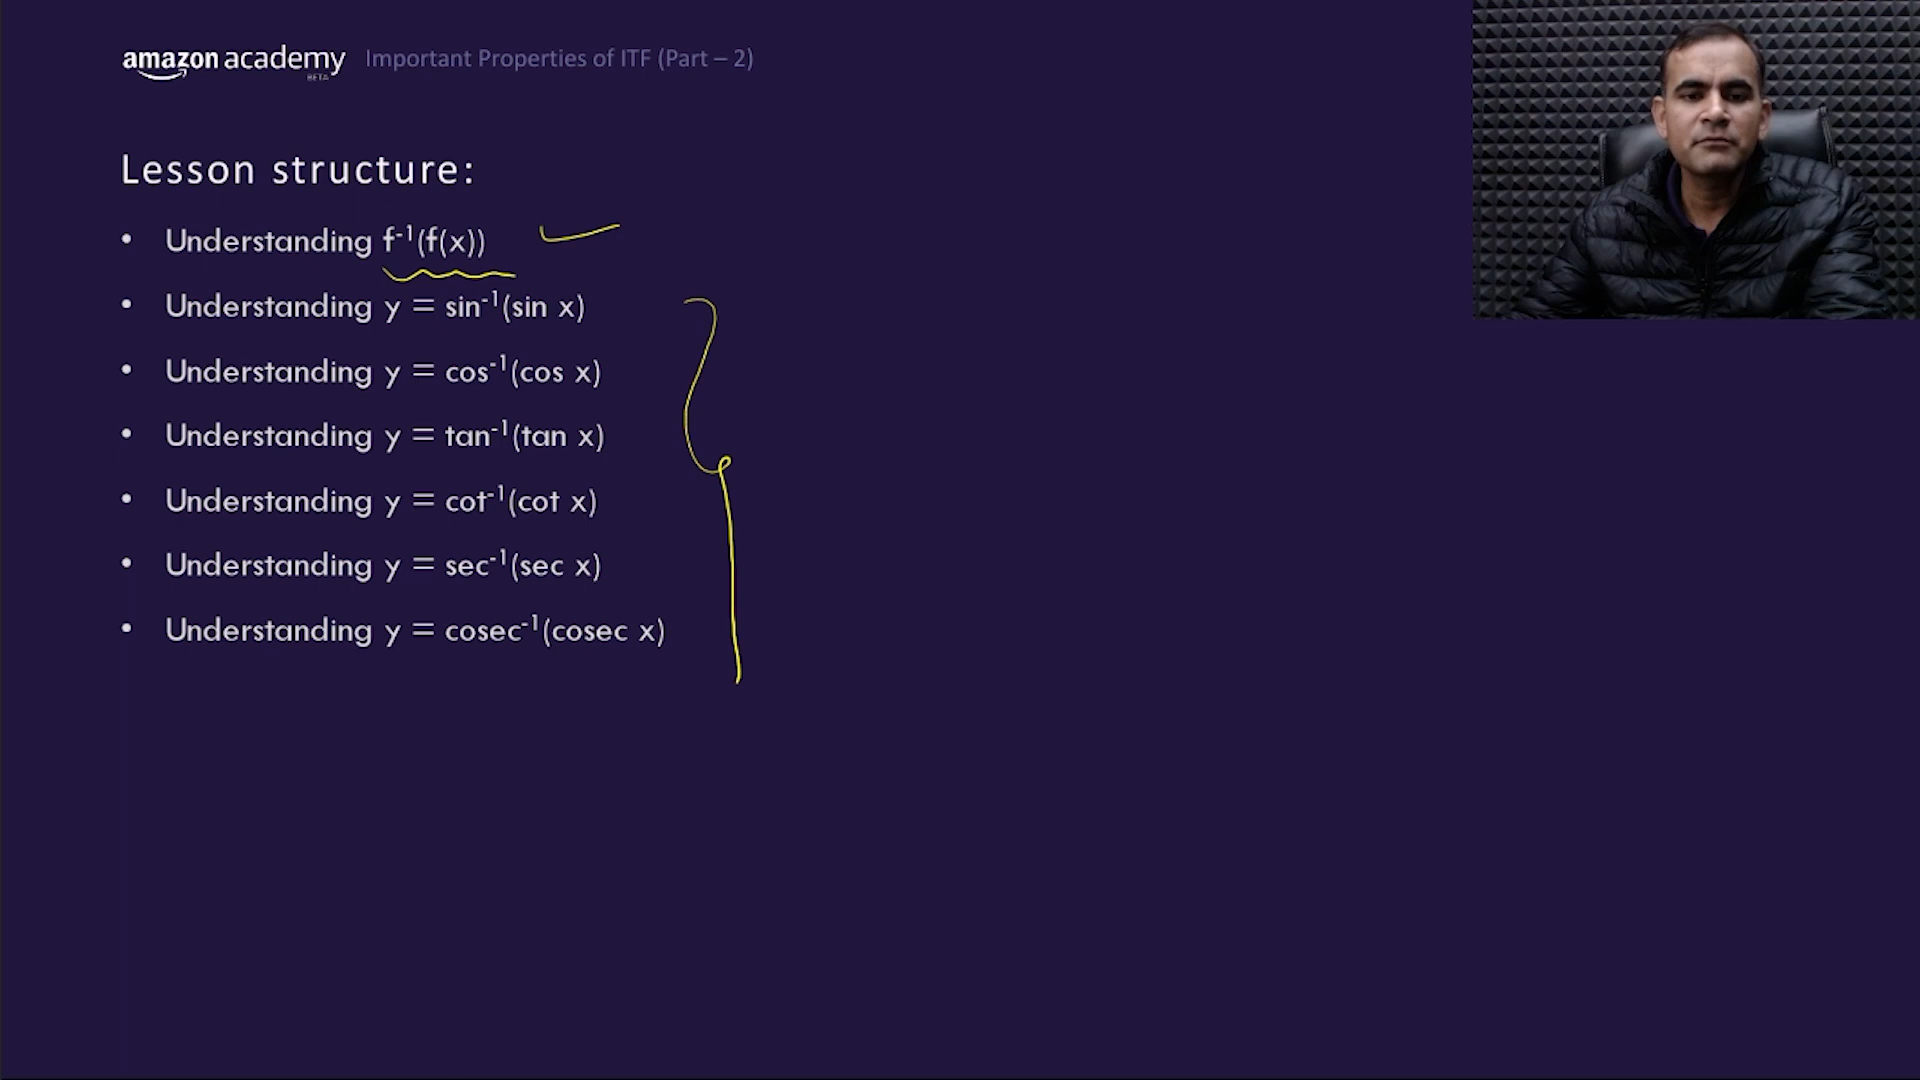 amazon academy Important Properties of ITF (Part – 2)
BETA
Lesson structure:
• Understanding f⁻¹(f(x))
• Understanding y = sin⁻¹(sin x)
• Understanding y = cos⁻¹(cos x)
• Understanding y = tan⁻¹(tan x)
• Understanding y = cot⁻¹(cot x)
• Understanding y = sec⁻¹(sec x)
• Understanding y = cosec⁻¹(cosec x)